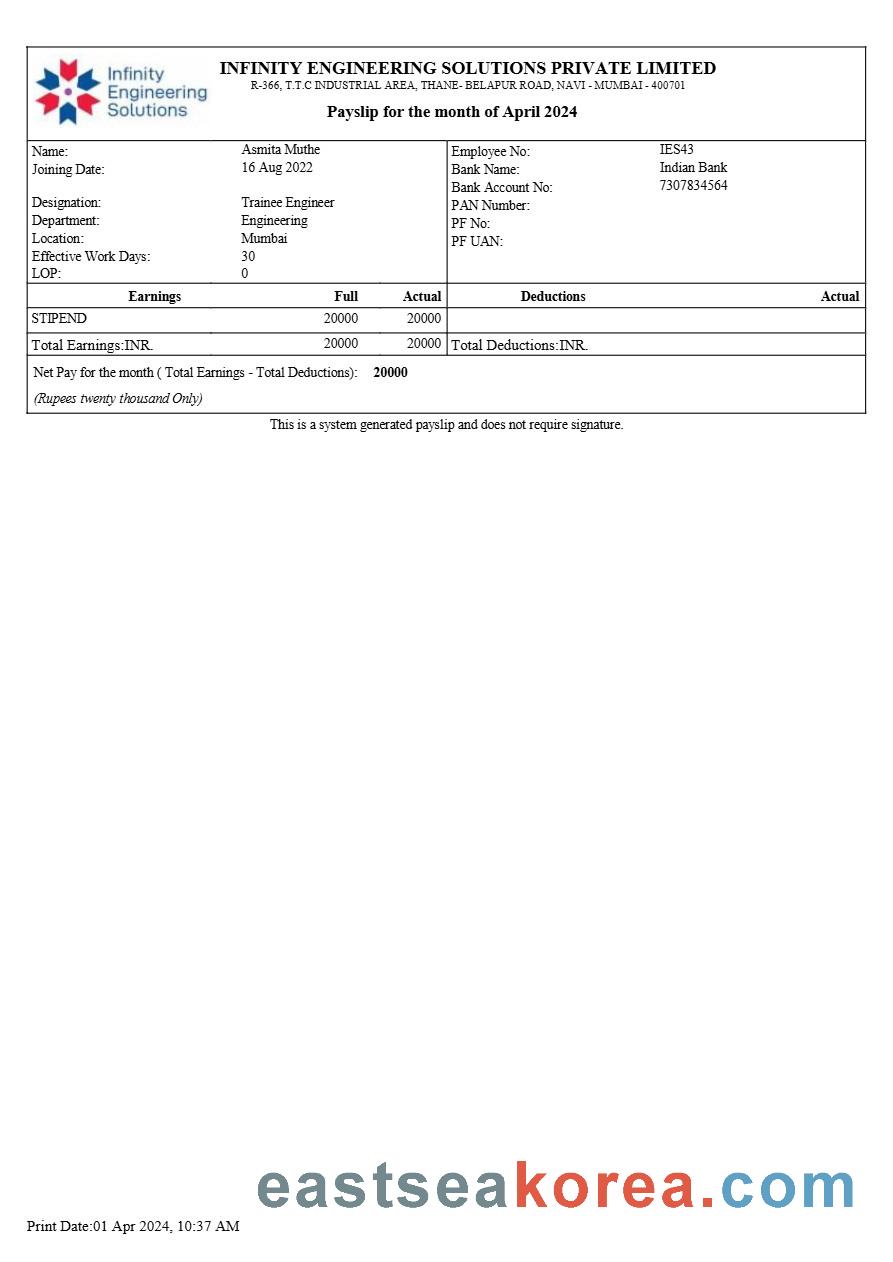 Infinity
Engineering
Solutions
INFINITY ENGINEERING SOLUTIONS PRIVATE LIMITED
R-366, T.T.C INDUSTRIAL AREA, THANE- BELAPUR ROAD, NAVI - MUMBAI - 400701
Payslip for the month of April 2024
Name: Asmita Muthe
Joining Date: 16 Aug 2022
Designation: Trainee Engineer
Department: Engineering
Location: Mumbai
Effective Work Days: 30
LOP: 0
Employee No: IES43
Bank Name: Indian Bank
Bank Account No: 7307834564
PAN Number:
PF No:
PF UAN:
Earnings Full Actual Deductions Actual
STIPEND 20000 20000
Total Earnings:INR. 20000 20000 Total Deductions:INR.
Net Pay for the month ( Total Earnings - Total Deductions): 20000
(Rupees twenty thousand Only)
This is a system generated payslip and does not require signature.
eastseakorea.com
Print Date:01 Apr 2024, 10:37 AM